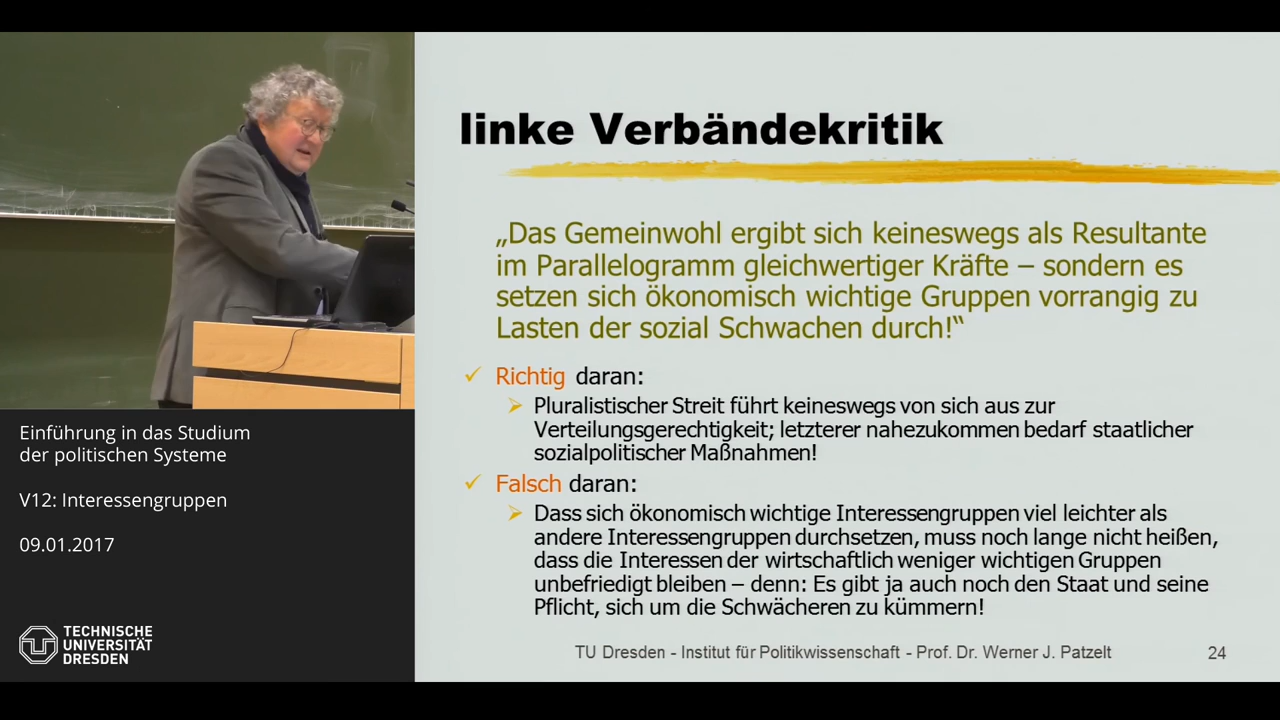 linke Verbändekritik
„Das Gemeinwohl ergibt sich keineswegs als Resultante
im Parallelogramm gleichwertiger Kräfte – sondern es
setzen sich ökonomisch wichtige Gruppen vorrangig zu
Lasten der sozial Schwachen durch!“
Richtig daran:
Pluralistischer Streit führt keineswegs von sich aus zur
Verteilungsgerechtigkeit; letzterer nahezukommen bedarf staatlicher
sozialpolitischer Maßnahmen!
Falsch daran:
Dass sich ökonomisch wichtige Interessengruppen viel leichter als
andere Interessengruppen durchsetzen, muss noch lange nicht heißen,
dass die Interessen der wirtschaftlich weniger wichtigen Gruppen
unbefriedigt bleiben – denn: Es gibt ja auch noch den Staat und seine
Pflicht, sich um die Schwächeren zu kümmern!
TU Dresden - Institut für Politikwissenschaft - Prof. Dr. Werner J. Patzelt
24
Einführung in das Studium
der politischen Systeme
V12: Interessengruppen
09.01.2017
TECHNISCHE
UNIVERSITÄT
DRESDEN